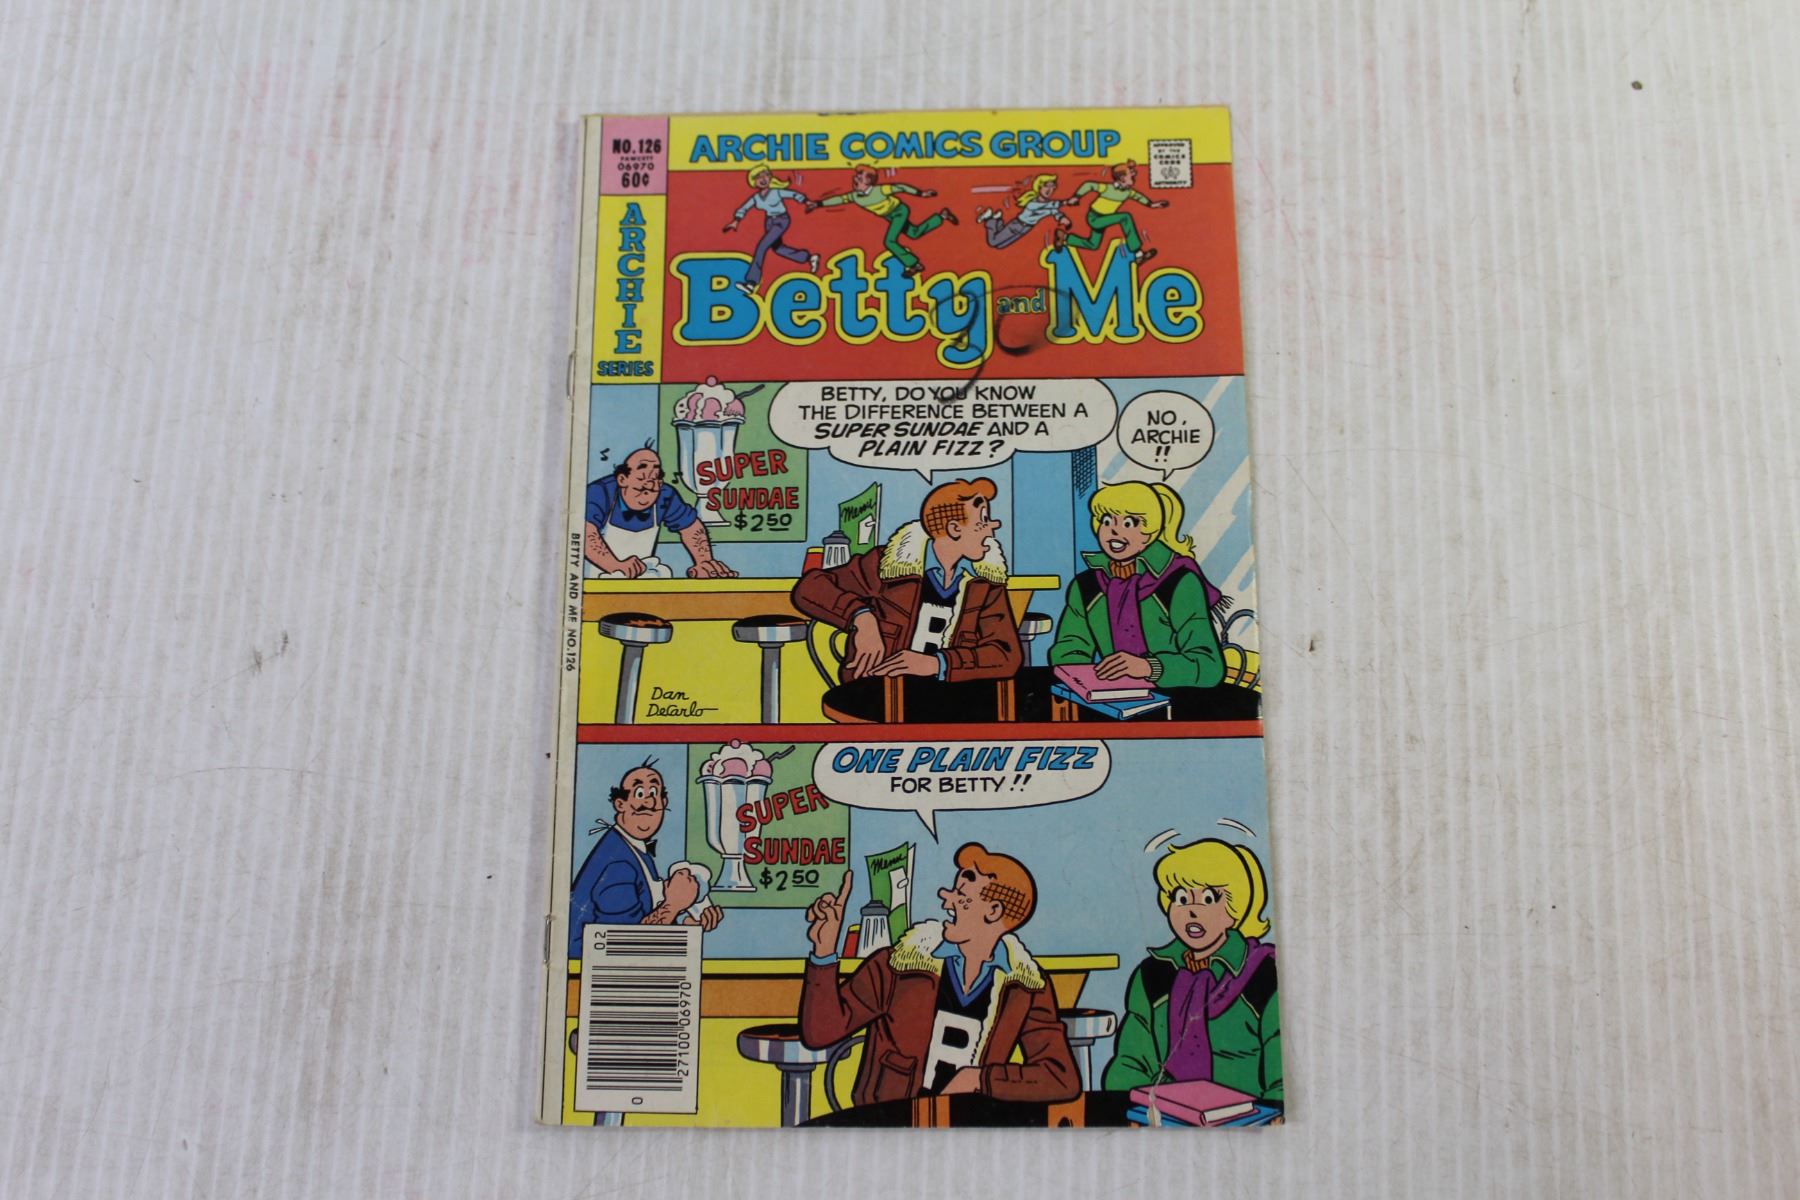 NO. 126
FAWCETT
06970
60¢
ARCHIE COMICS GROUP
APPROVED
BY THE
COMICS
CODE
AUTHORITY
ARCHIE
SERIES
Betty and Me
30
BETTY, DO YOU KNOW
THE DIFFERENCE BETWEEN A
SUPER SUNDAE AND A
PLAIN FIZZ?
NO,
ARCHIE
!!
SUPER
SUNDAE
$2.50
Menu
R
Dan
DeCarlo
BETTY AND ME NO. 126
ONE PLAIN FIZZ
FOR BETTY!!
SUPER
SUNDAE
$2.50
Menu
R
02
27100 06970
0